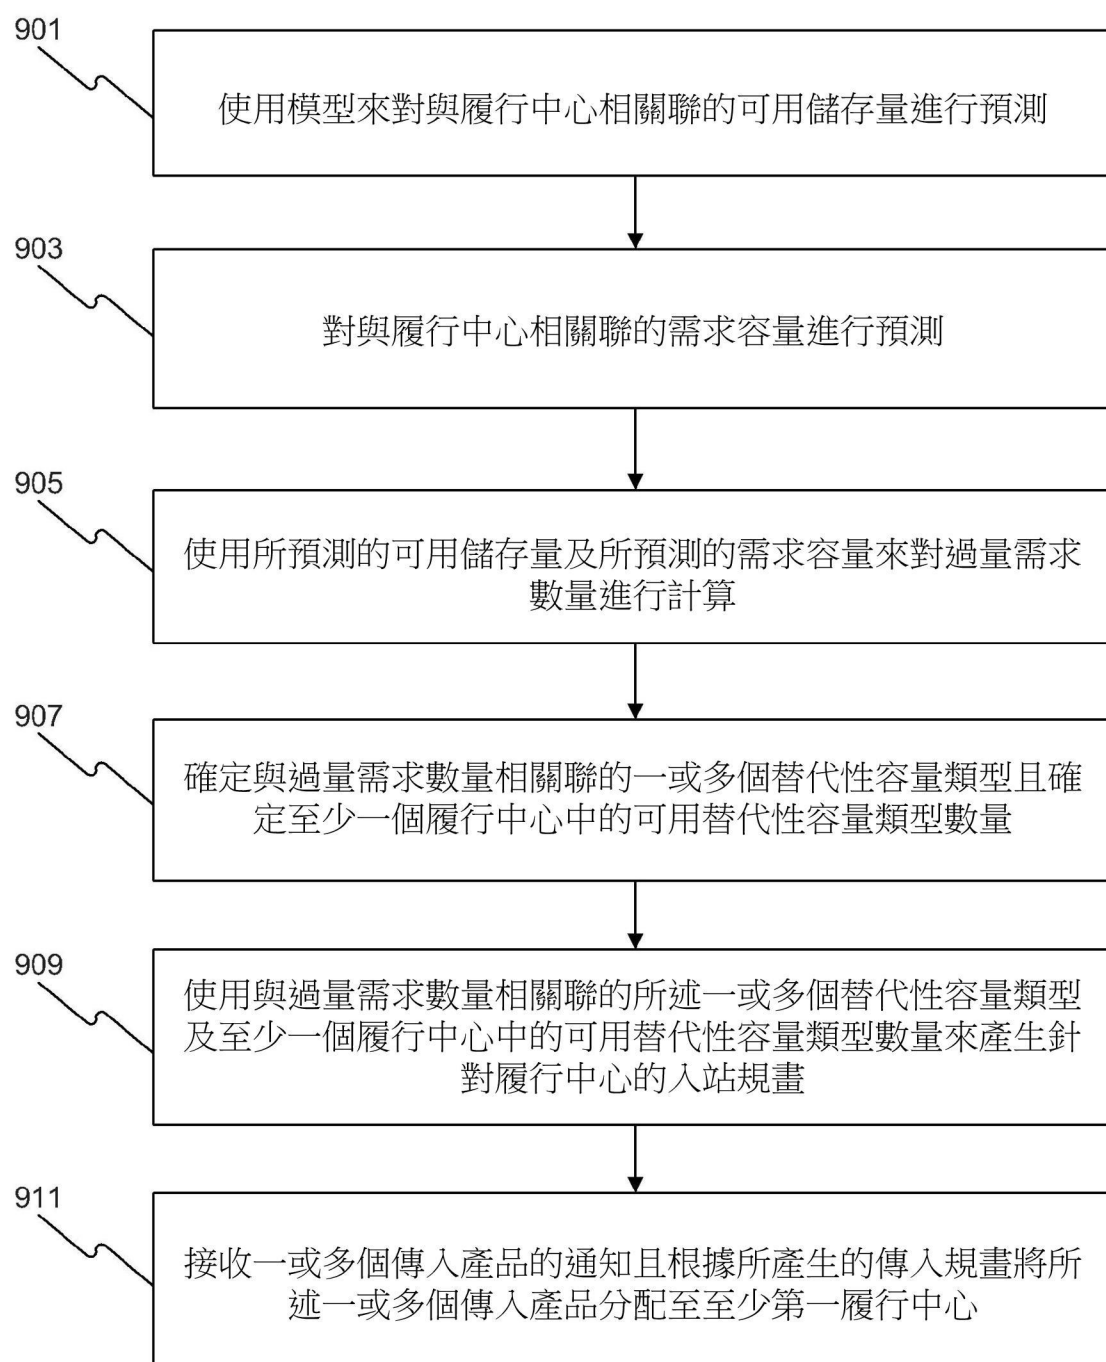 901
使用模型來對與履行中心相關聯的可用儲存量進行預測
903
對與履行中心相關聯的需求容量進行預測
905
使用所預測的可用儲存量及所預測的需求容量來對過量需求
數量進行計算
907
確定與過量需求數量相關聯的一或多個替代性容量類型且確
定至少一個履行中心中的可用替代性容量類型數量
909
使用與過量需求數量相關聯的所述一或多個替代性容量類型
及至少一個履行中心中的可用替代性容量類型數量來產生針
對履行中心的入站規畫
911
接收一或多個傳入產品的通知且根據所產生的傳入規畫將所
述一或多個傳入產品分配至至少第一履行中心